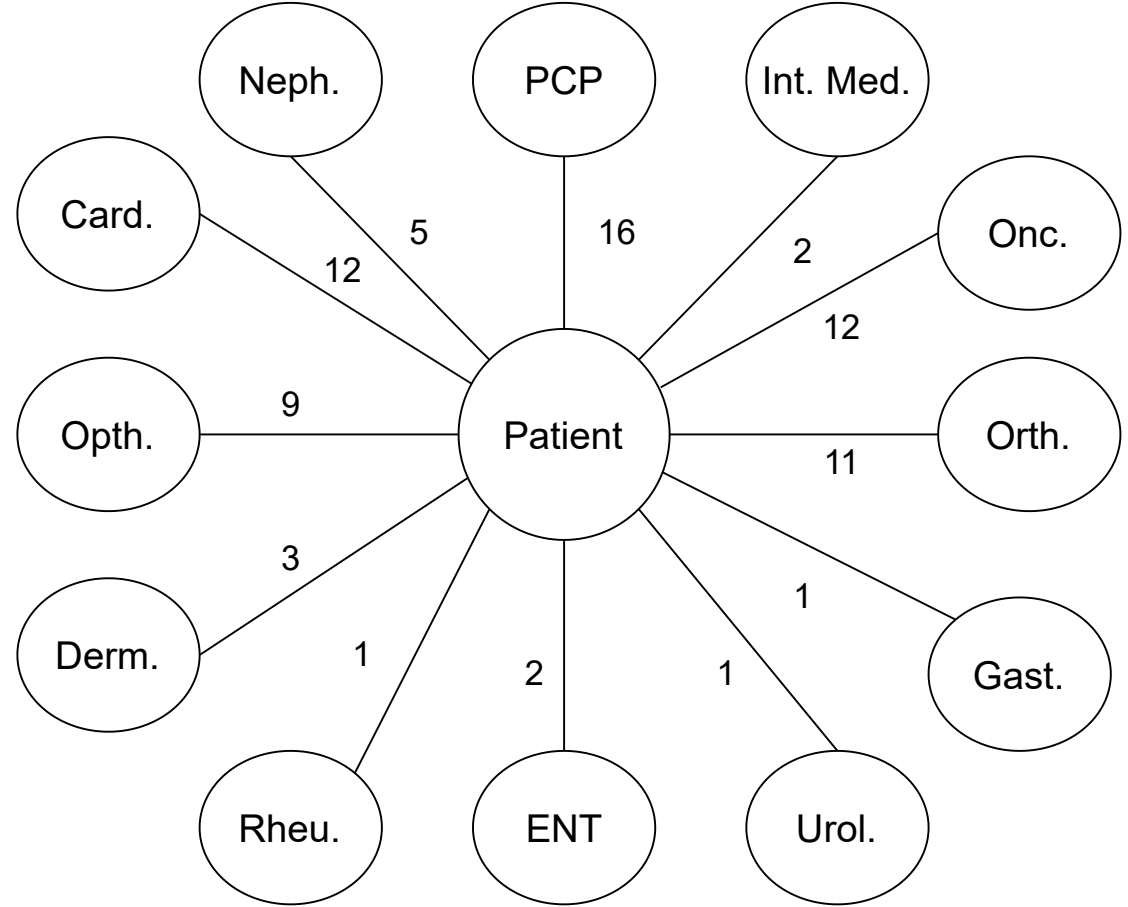 Neph.
PCP
Int. Med.
Card.
Onc.
5
16
2
12
12
Opth.
9
Patient
Orth.
11
3
1
Derm.
1
2
1
Gast.
Rheu.
ENT
Urol.